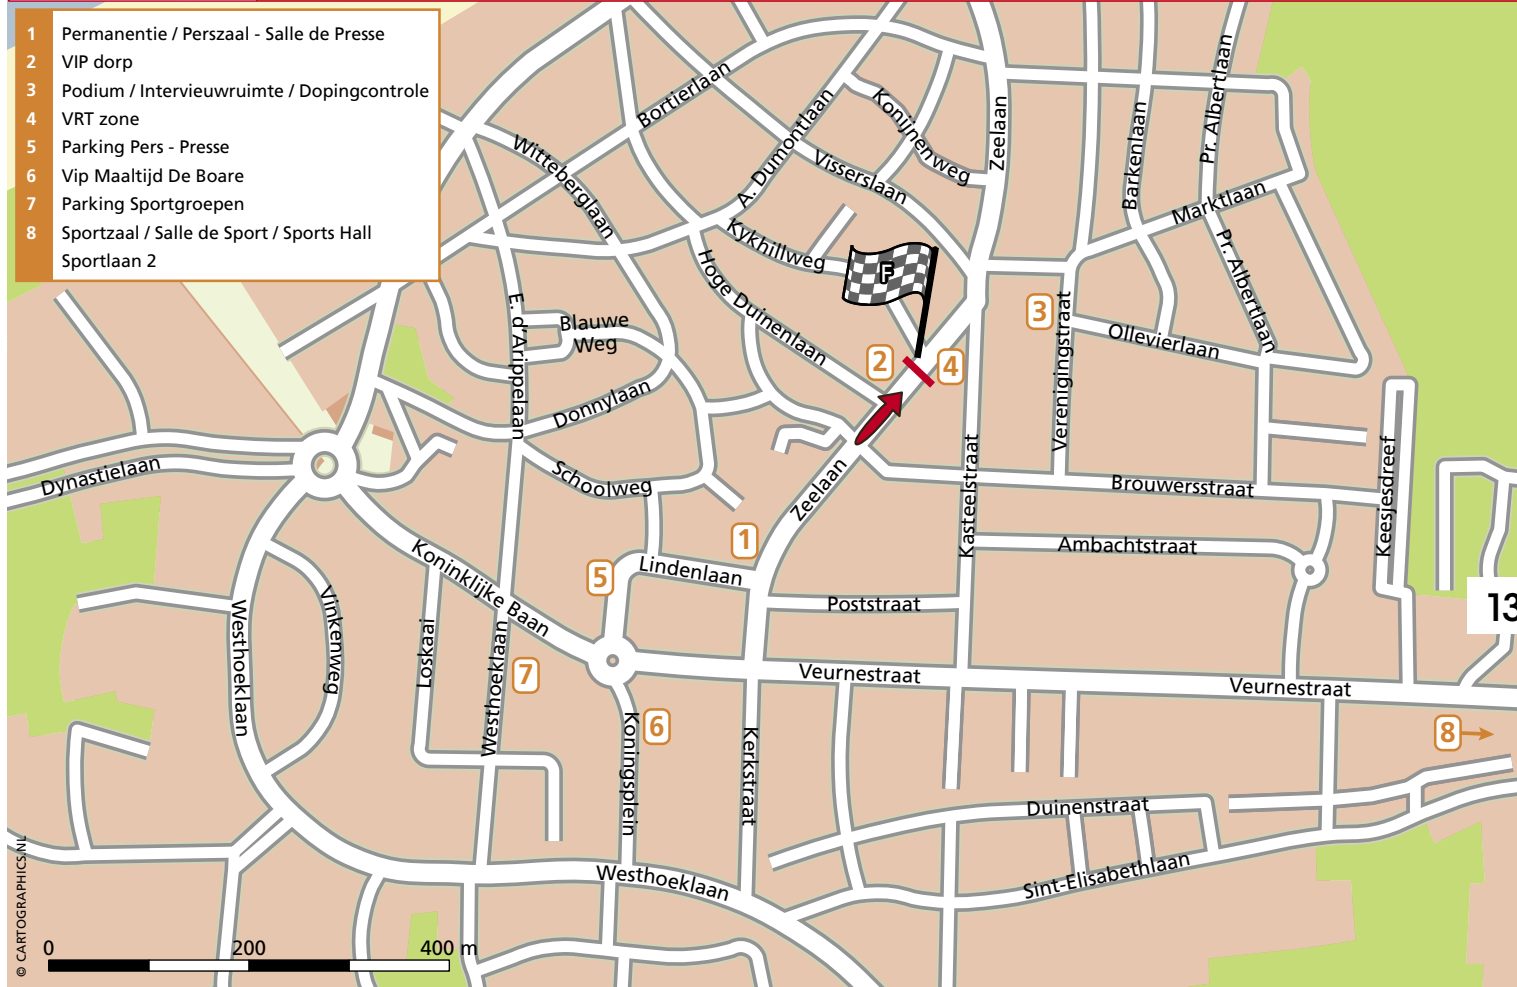 1 Permanentie / Perszaal - Salle de Presse
2 VIP dorp
3 Podium / Intervieuwruimte / Dopingcontrole
4 VRT zone
5 Parking Pers - Presse
6 Vip Maaltijd De Boare
7 Parking Sportgroepen
8 Sportzaal / Salle de Sport / Sports Hall
Sportlaan 2
Bortierlaan
Witteberglaan
A. Dumontlaan
Konijnenweg
Visserslaan
Zeelaan
Barkenlaan
Pr. Albertlaan
Marktlaan
Pr. Albertlaan
Kykhillweg
Hoge Duinenlaan
F
E. d'Arippelaan
Blauwe
Weg
Donnylaan
2
4
3
Verenigingstraat
Ollevierlaan
Dynastielaan
Schoolweg
Zeelaan
Kasteelstraat
Brouwersstraat
Keesjesdreef
Ambachtstraat
1
5
Lindenlaan
Poststraat
13
Koninklijke Baan
Vinkenweg
Westhoeklaan
Loskaai
Westhoeklaan
7
6
Koningsplein
Kerkstraat
Veurnestraat
Veurnestraat
8
Duinenstraat
Sint-Elisabethlaan
Westhoeklaan
0 200 400 m
© CARTOGRAPHICS.NL